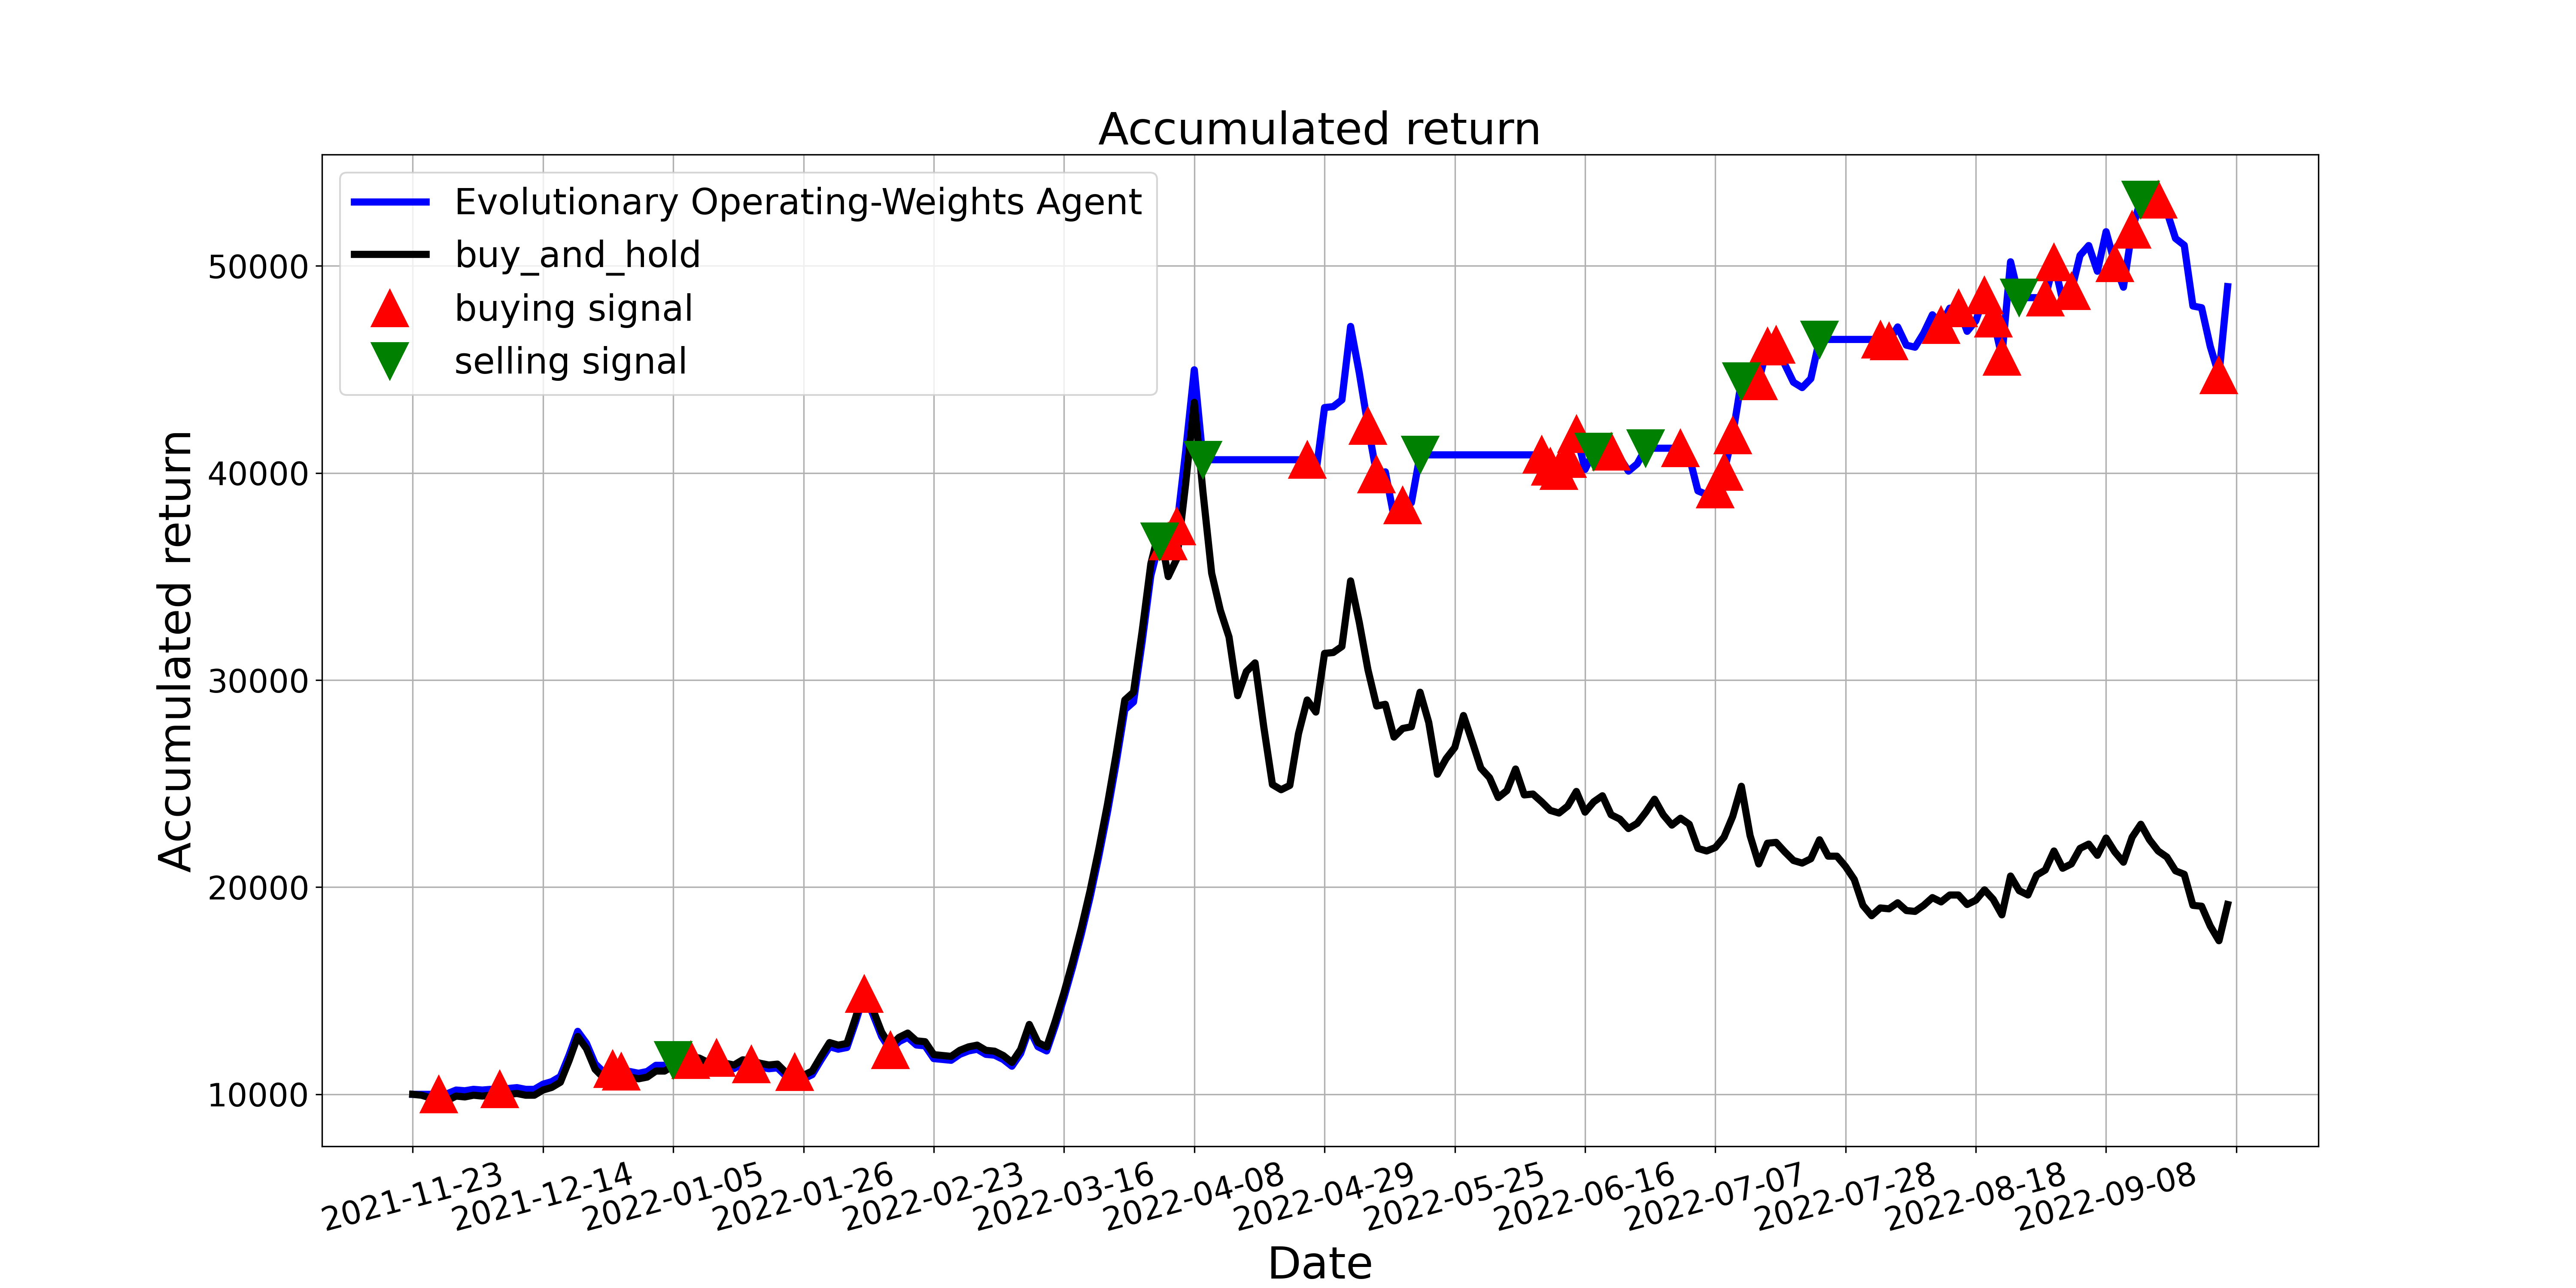 Accumulated return
Evolutionary Operating-Weights Agent
buy_and_hold
buying signal
selling signal
Accumulated return
50000
40000
30000
20000
10000
2021-11-23
2021-12-14
2022-01-05
2022-01-26
2022-02-23
2022-03-16
2022-04-08
2022-04-29
2022-05-25
2022-06-16
2022-07-07
2022-07-28
2022-08-18
2022-09-08
Date